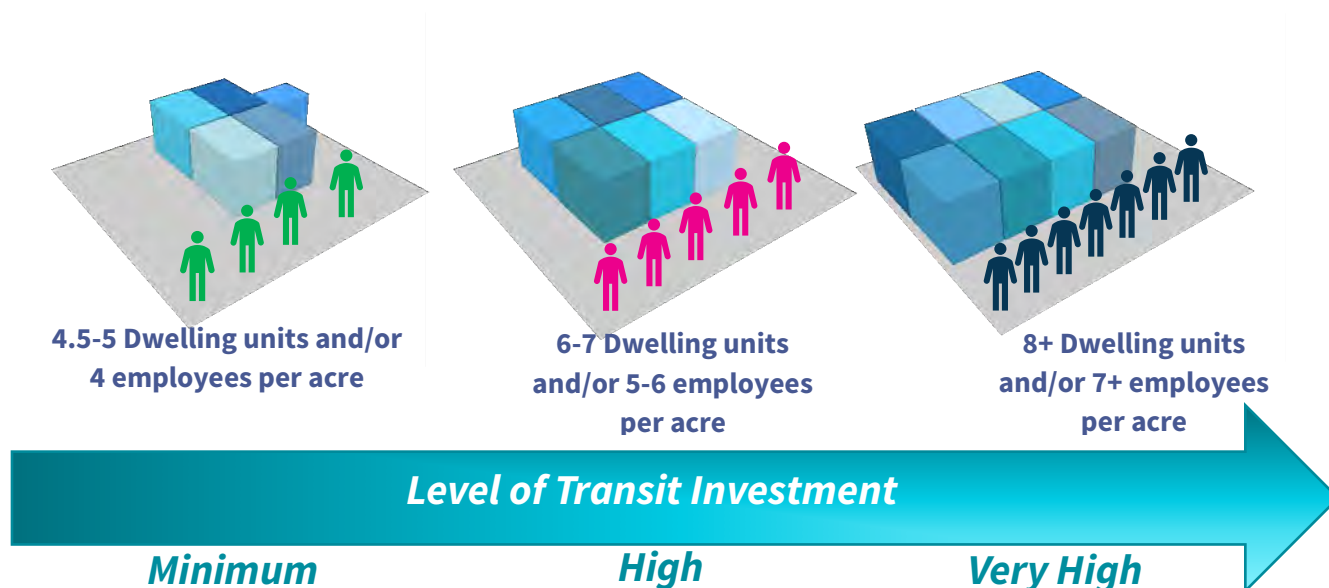 4.5-5 Dwelling units and/or
4 employees per acre
6-7 Dwelling units
and/or 5-6 employees
per acre
8+ Dwelling units
and/or 7+ employees
per acre
Level of Transit Investment
Minimum
High
Very High